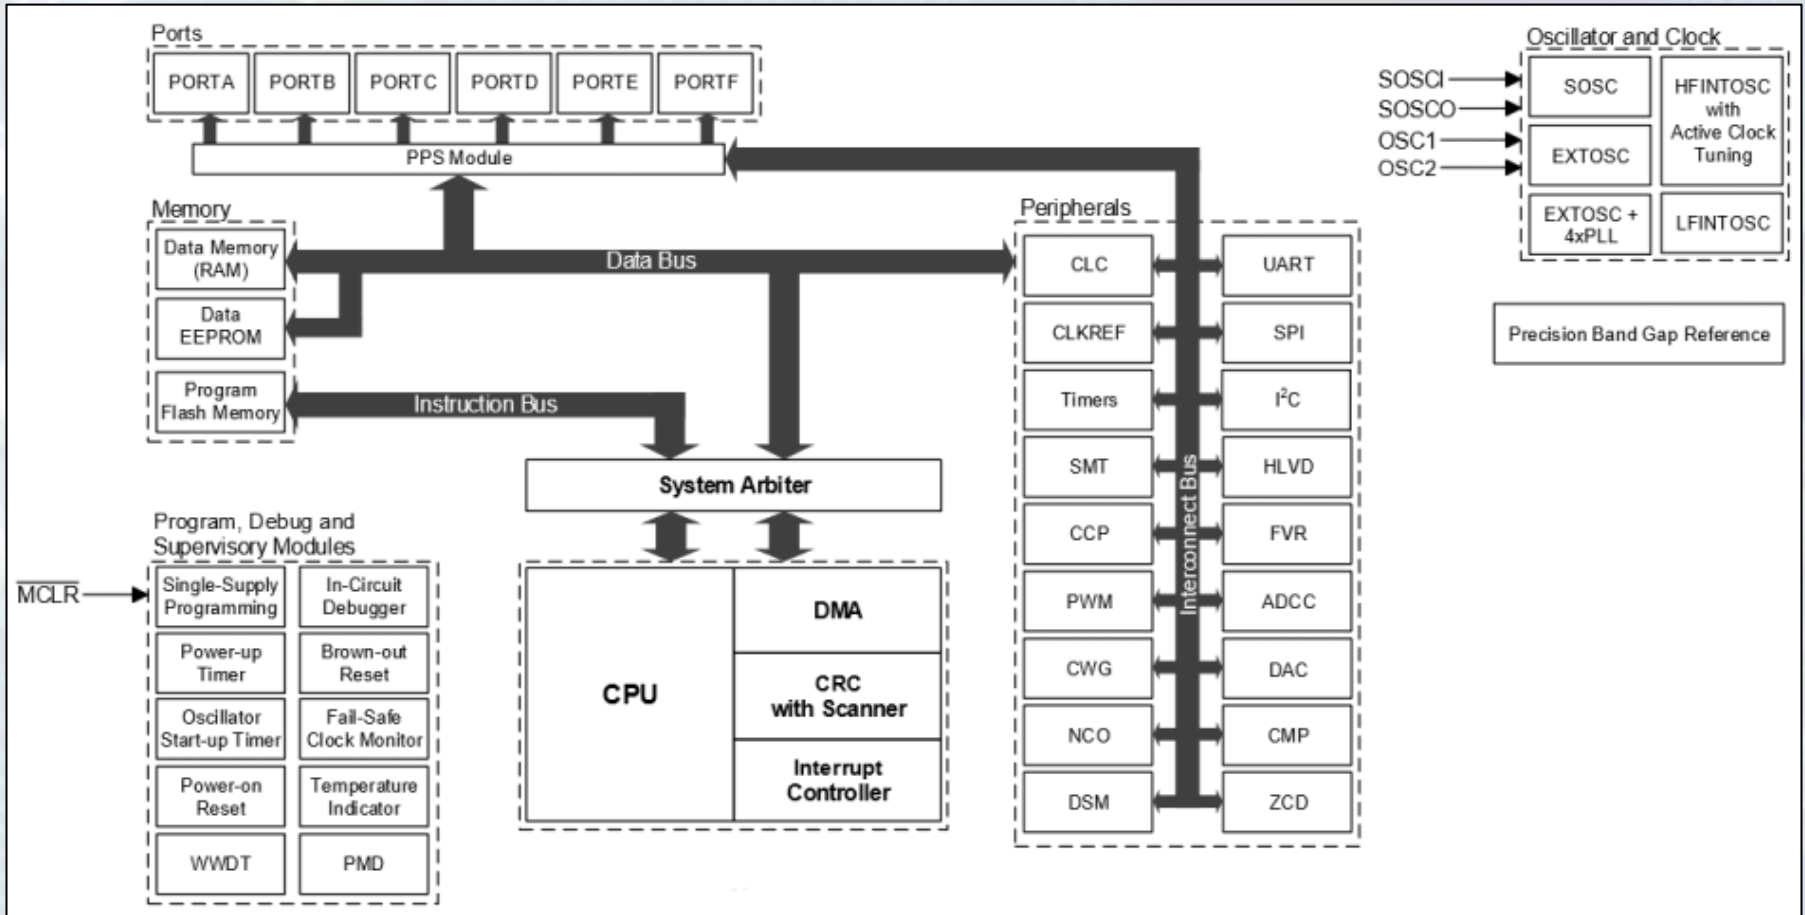 Ports
PORTA
PORTB
PORTC
PORTD
PORTE
PORTF
PPS Module
Memory
Data Memory
(RAM)
Data
EEPROM
Program
Flash Memory
Data Bus
Instruction Bus
System Arbiter
CPU
DMA
CRC
with Scanner
Interrupt
Controller
Program, Debug and
Supervisory Modules
MCLR
Single-Supply
Programming
In-Circuit
Debugger
Power-up
Timer
Brown-out
Reset
Oscillator
Start-up Timer
Fail-Safe
Clock Monitor
Power-on
Reset
Temperature
Indicator
WWDT
PMD
Peripherals
CLC
UART
CLKREF
SPI
Timers
I²C
SMT
HLVD
CCP
FVR
PWM
ADCC
CWG
DAC
NCO
CMP
DSM
ZCD
Interconnect Bus
Oscillator and Clock
SOSCI
SOSCO
OSC1
OSC2
SOSC
HFINTOSC
with
Active Clock
Tuning
EXTOSC
EXTOSC +
4xPLL
LFINTOSC
Precision Band Gap Reference